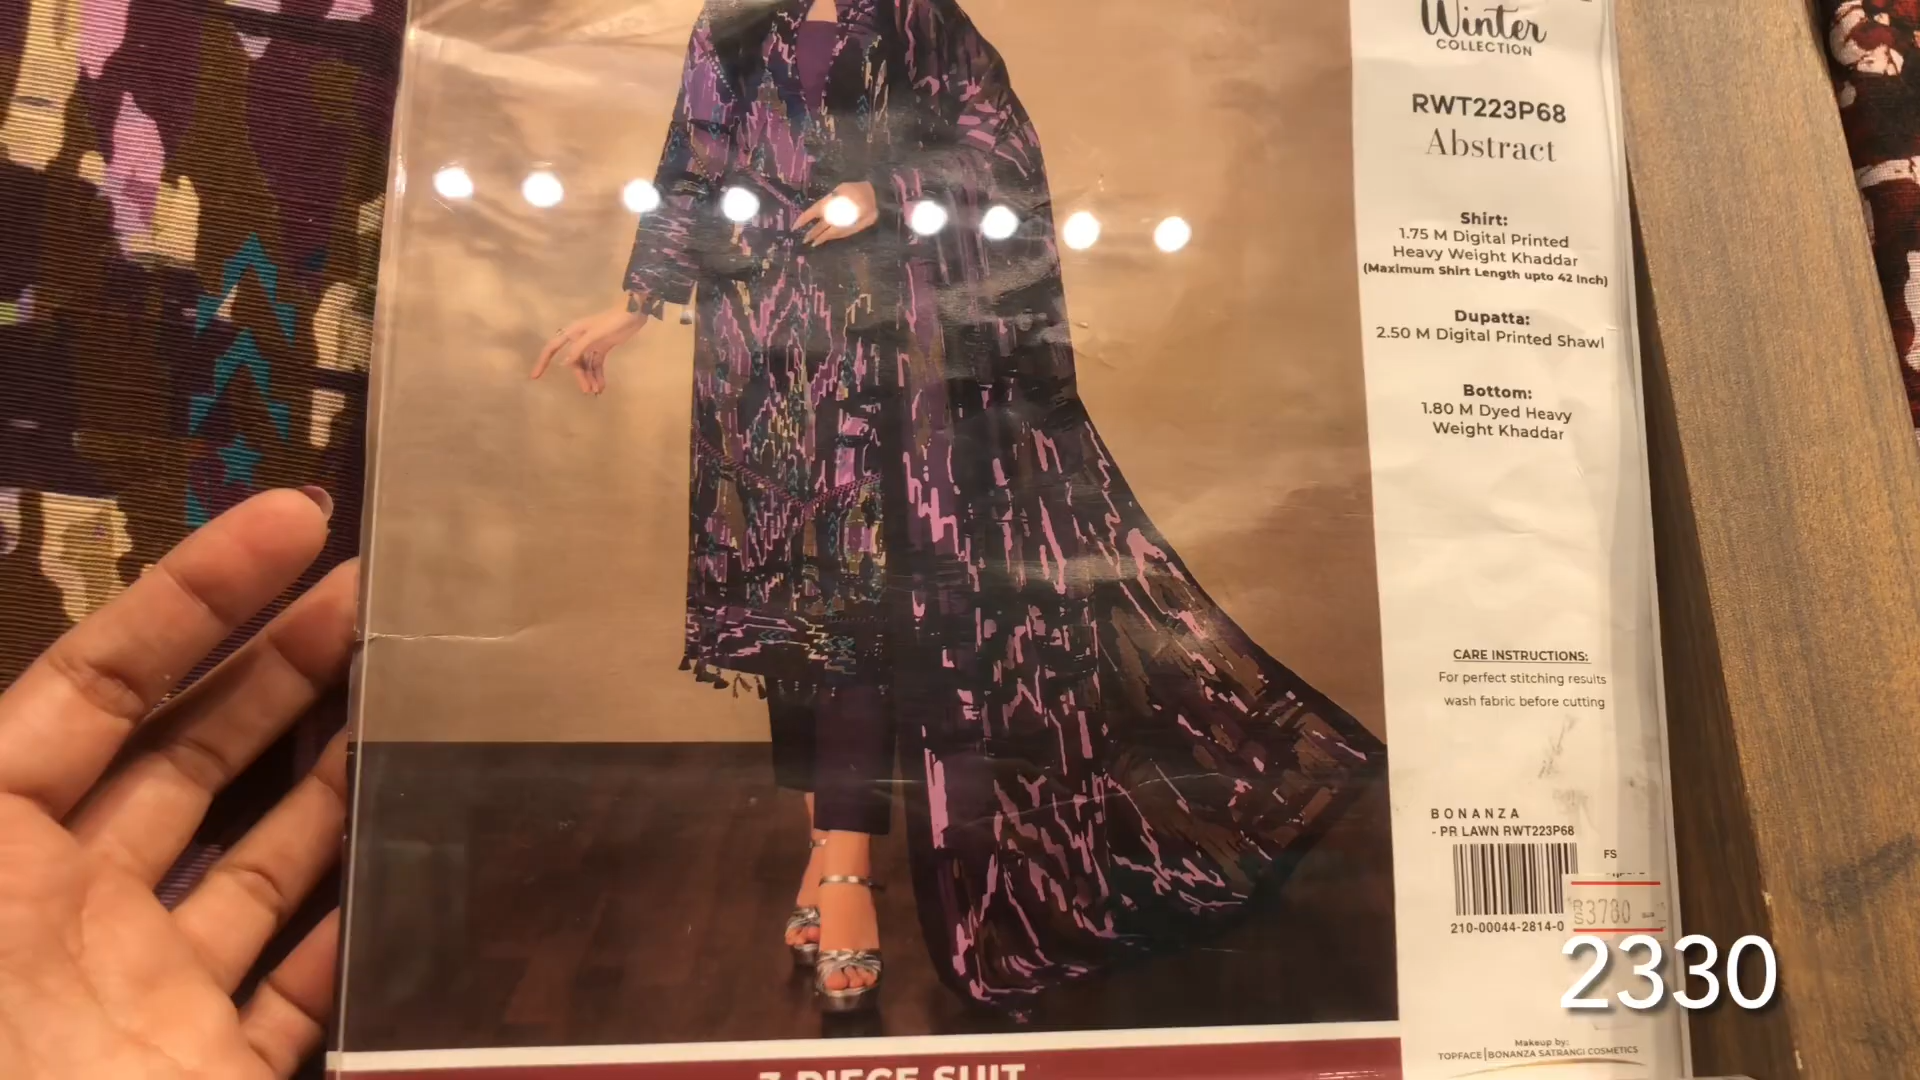 Winter
COLLECTION
RWT223P68
Abstract
Shirt:
1.75 M Digital Printed
Heavy Weight Khaddar
(Maximum Shirt Length upto 42 Inch)
Dupatta:
2.50 M Digital Printed Shawl
Bottom:
1.80 M Dyed Heavy
Weight Khaddar
CARE INSTRUCTIONS:
For perfect stitching results
wash fabric before cutting
BONANZA
- PR LAWN RWT223P68
FS
210-00044-2814-0
2330
Makeup by:
TOPFACE|BONANZA SATRANGI COSMETICS
3 PIECE SUIT